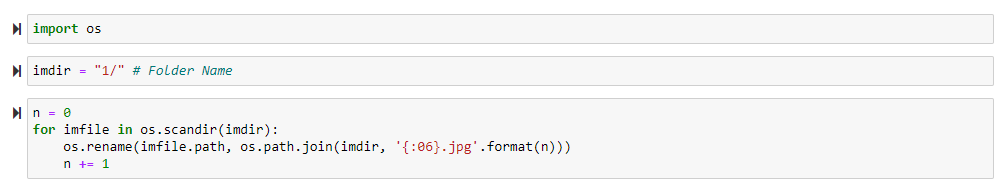 import os
imdir = "1/" # Folder Name
n = 0
for imfile in os.scandir(imdir):
    os.rename(imfile.path, os.path.join(imdir, '{:06}.jpg'.format(n)))
    n += 1